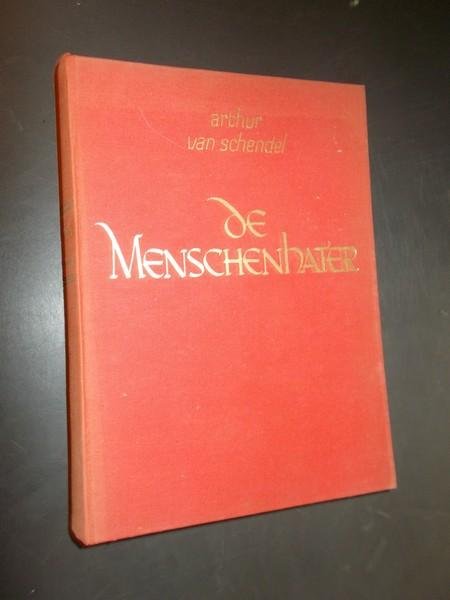 arthur
van schendel
de
MENSCHENhATER